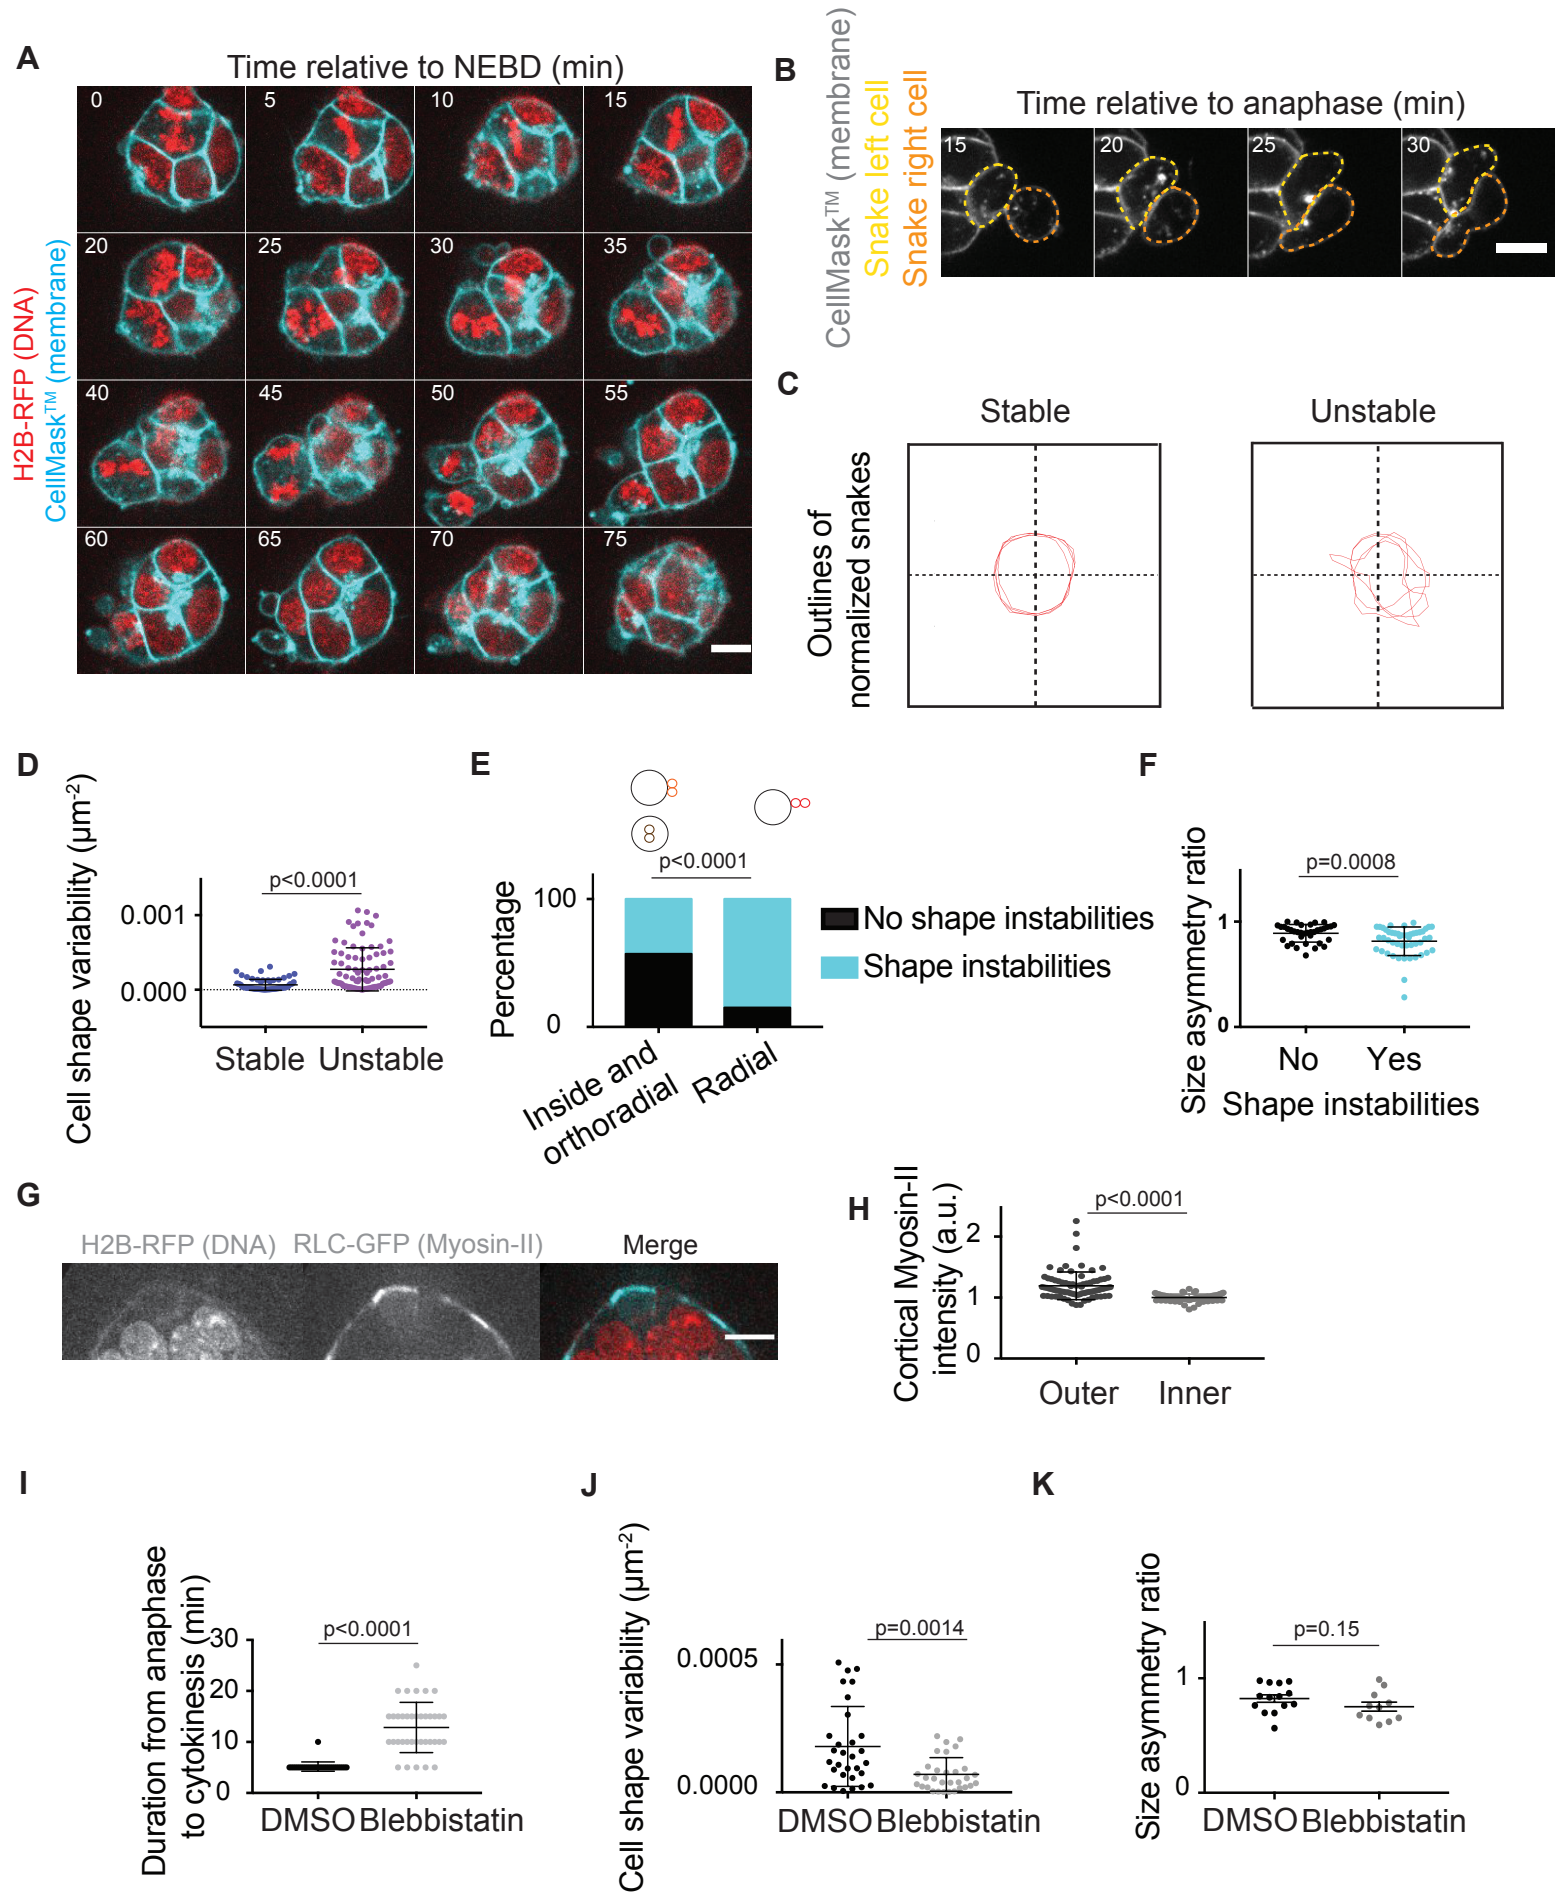 A
Time relative to NEBD (min)
H2B-RFP (DNA)
CellMask™ (membrane)
0 5 10 15
20 25 30 35
40 45 50 55
60 65 70 75
B
CellMask™ (membrane)
Snake left cell
Snake right cell
Time relative to anaphase (min)
15 20 25 30
C
Stable Unstable
Outlines of
normalized snakes
D
Cell shape variability (µm⁻²)
p<0.0001
0.001
0.000
Stable Unstable
E
p<0.0001
Percentage
100
0
No shape instabilities
Shape instabilities
Inside and
orthoradial
Radial
F
Size asymmetry ratio
p=0.0008
1
0
No Yes
Shape instabilities
G
H2B-RFP (DNA) RLC-GFP (Myosin-II) Merge
H
Cortical Myosin-II
intensity (a.u.)
p<0.0001
2
1
0
Outer Inner
I
Duration from anaphase
to cytokinesis (min)
p<0.0001
30
20
10
0
DMSO Blebbistatin
J
Cell shape variability (µm⁻²)
p=0.0014
0.0005
0.0000
DMSO Blebbistatin
K
Size asymmetry ratio
p=0.15
1
0
DMSO Blebbistatin